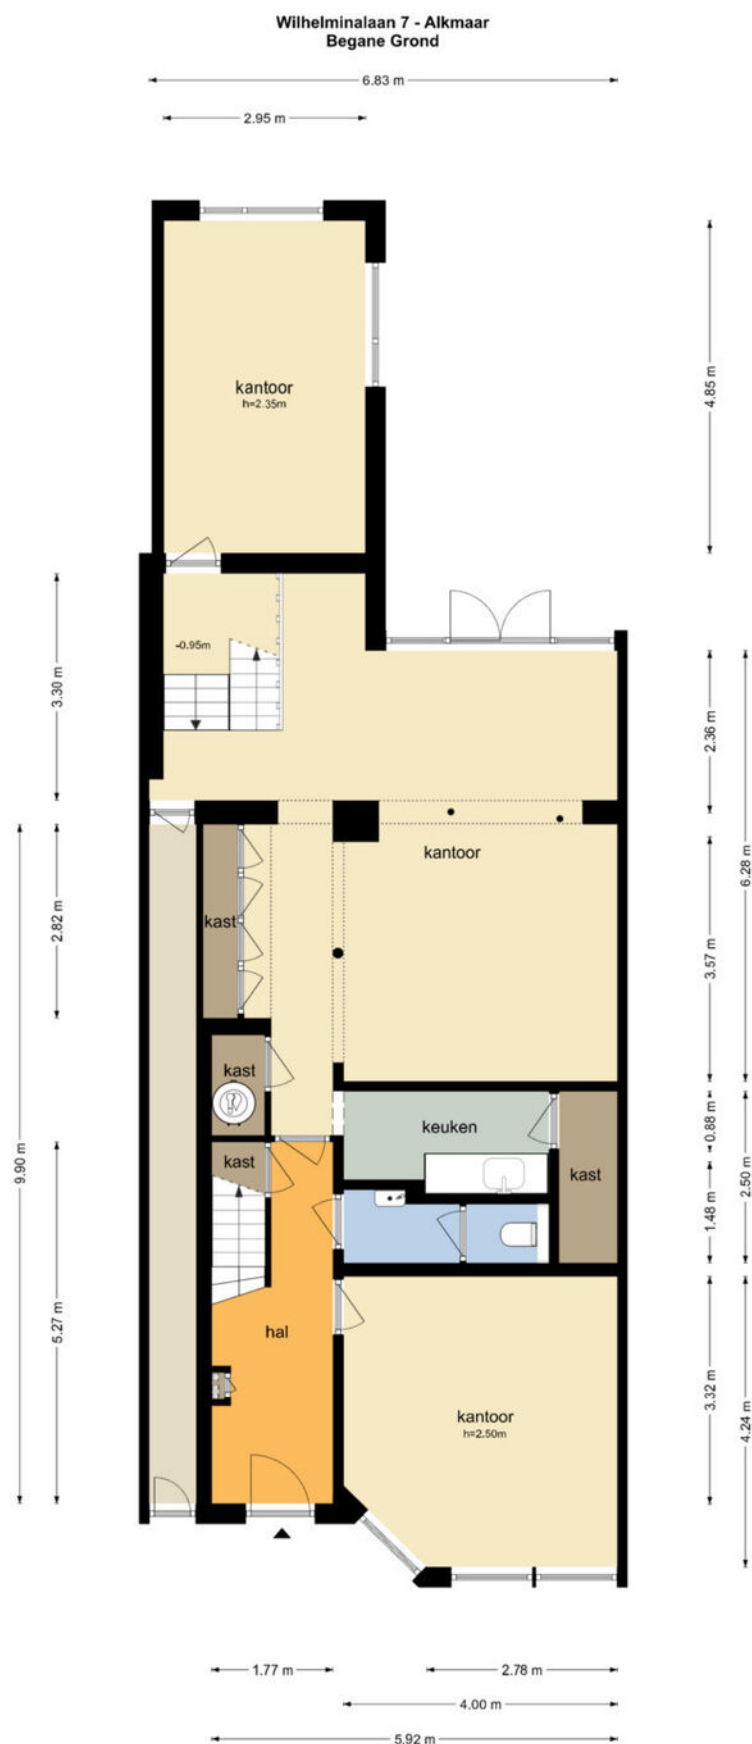 Wilhelminalaan 7 - Alkmaar
Begane Grond
6.83 m
2.95 m
kantoor
h=2.35m
4.85 m
-0.95m
3.30 m
2.36 m
kantoor
6.28 m
kast
2.82 m
3.57 m
kast
keuken
0.88 m
kast
kast
9.90 m
1.48 m
2.50 m
5.27 m
hal
kantoor
h=2.50m
3.32 m
4.24 m
1.77 m
2.78 m
4.00 m
5.92 m